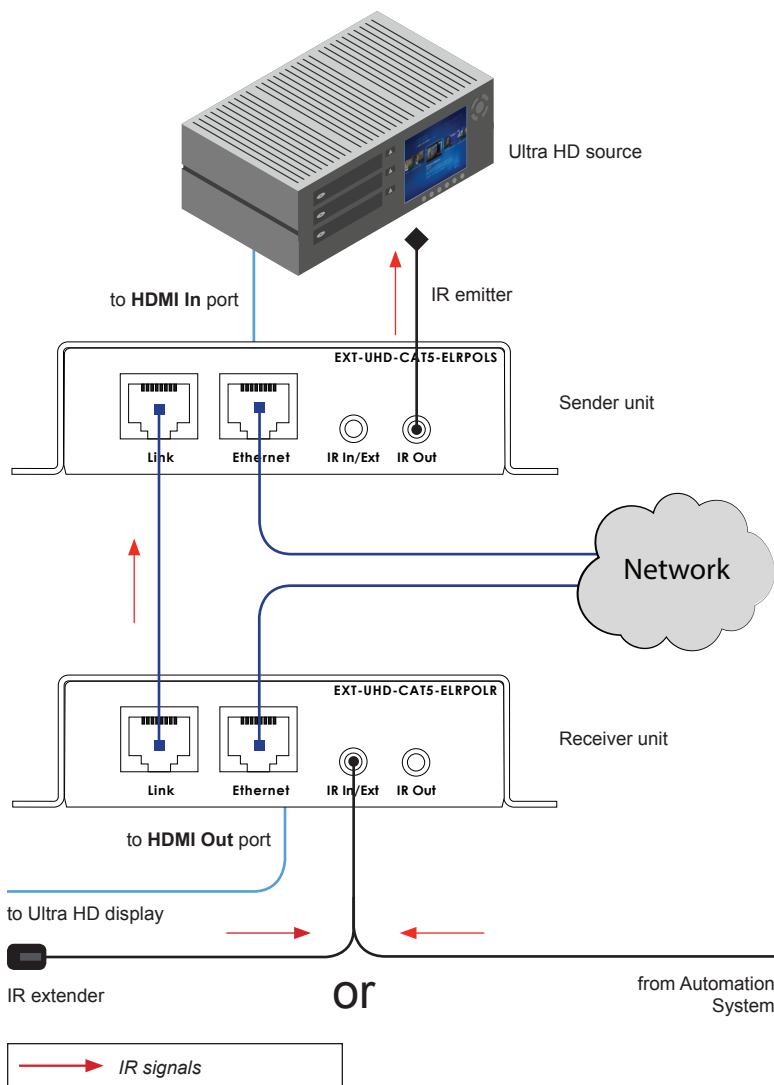 Ultra HD source
to HDMI In port
IR emitter
EXT-UHD-CAT5-ELRPOLS
Sender unit
Link
Ethernet
IR In/Ext
IR Out
Network
EXT-UHD-CAT5-ELRPOLR
Receiver unit
Link
Ethernet
IR In/Ext
IR Out
to HDMI Out port
to Ultra HD display
IR extender
or
from Automation
System
IR signals